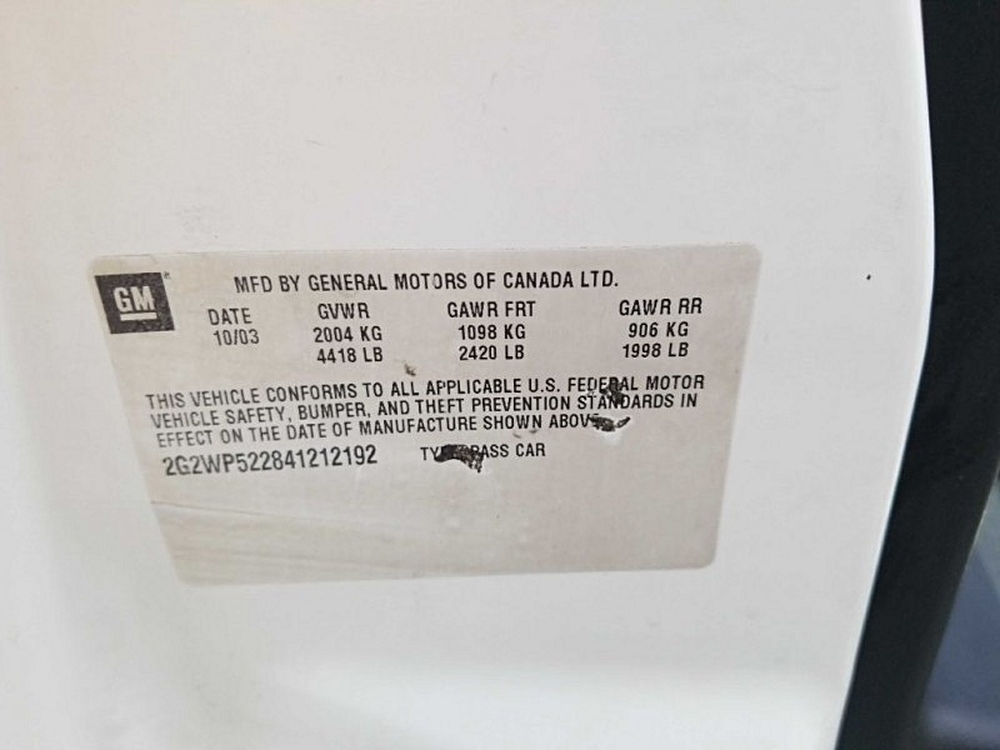 GM
MFD BY GENERAL MOTORS OF CANADA LTD.
DATE GVWR GAWR FRT GAWR RR
10/03 2004 KG 1098 KG 906 KG
4418 LB 2420 LB 1998 LB
THIS VEHICLE CONFORMS TO ALL APPLICABLE U.S. FEDERAL MOTOR
VEHICLE SAFETY, BUMPER, AND THEFT PREVENTION STANDARDS IN
EFFECT ON THE DATE OF MANUFACTURE SHOWN ABOVE
2G2WP522841212192 PASS CAR